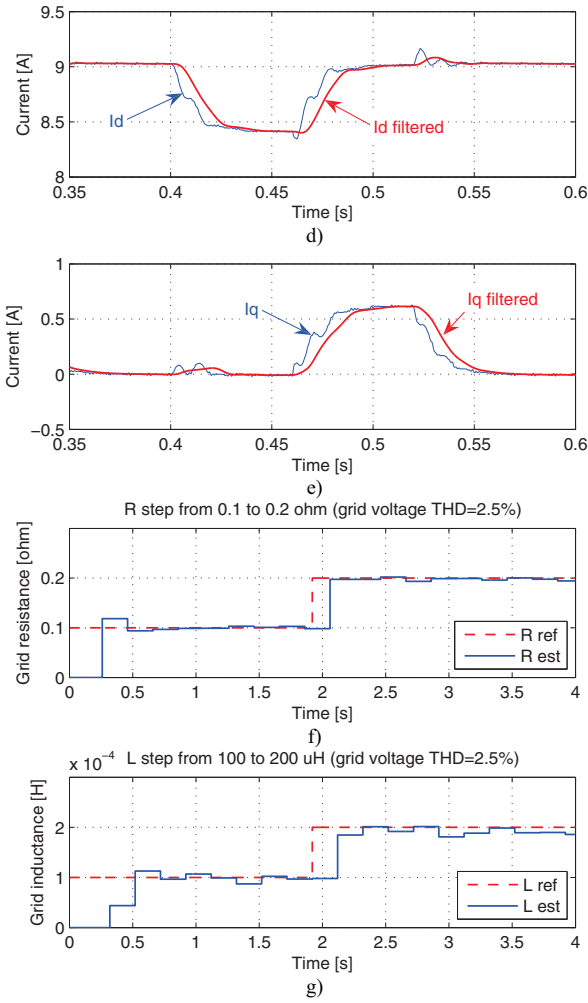 9.5
9
8.5
8
Current [A]
Id
Id filtered
0.35
0.4
0.45
0.5
0.55
0.6
Time [s]
d)
1
0.5
0
−0.5
Current [A]
Iq
Iq filtered
0.35
0.4
0.45
0.5
0.55
0.6
Time [s]
e)
R step from 0.1 to 0.2 ohm (grid voltage THD=2.5%)
0.2
0.1
0
Grid resistance [ohm]
R ref
R est
0
0.5
1
1.5
2
2.5
3
3.5
4
Time [s]
f)
x 10⁻⁴
L step from 100 to 200 uH (grid voltage THD=2.5%)
2
1
0
Grid inductance [H]
L ref
L est
0
0.5
1
1.5
2
2.5
3
3.5
4
Time [s]
g)